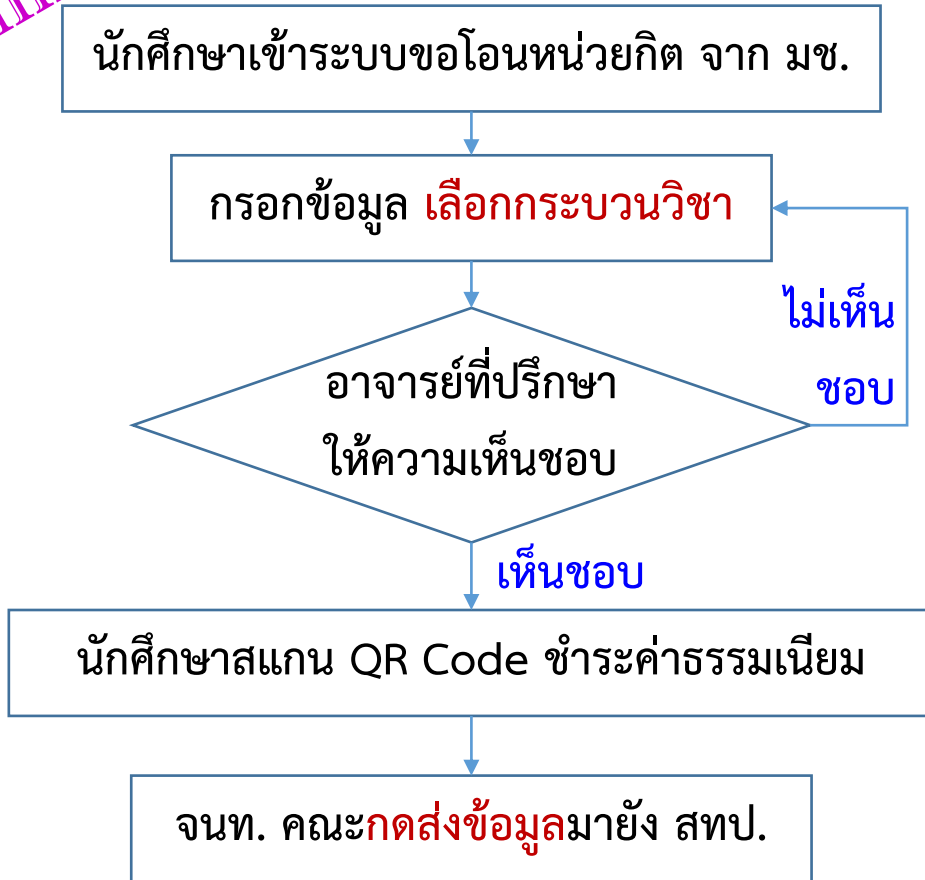 นักศึกษาเข้าระบบขอโอนหน่วยกิต จาก มช.
กรอกข้อมูล เลือกกระบวนวิชา
ไม่เห็น
ชอบ
อาจารย์ที่ปรึกษา
ให้ความเห็นชอบ
เห็นชอบ
นักศึกษาสแกน QR Code ชำระค่าธรรมเนียม
จนท. คณะกดส่งข้อมูลมายัง สทป.